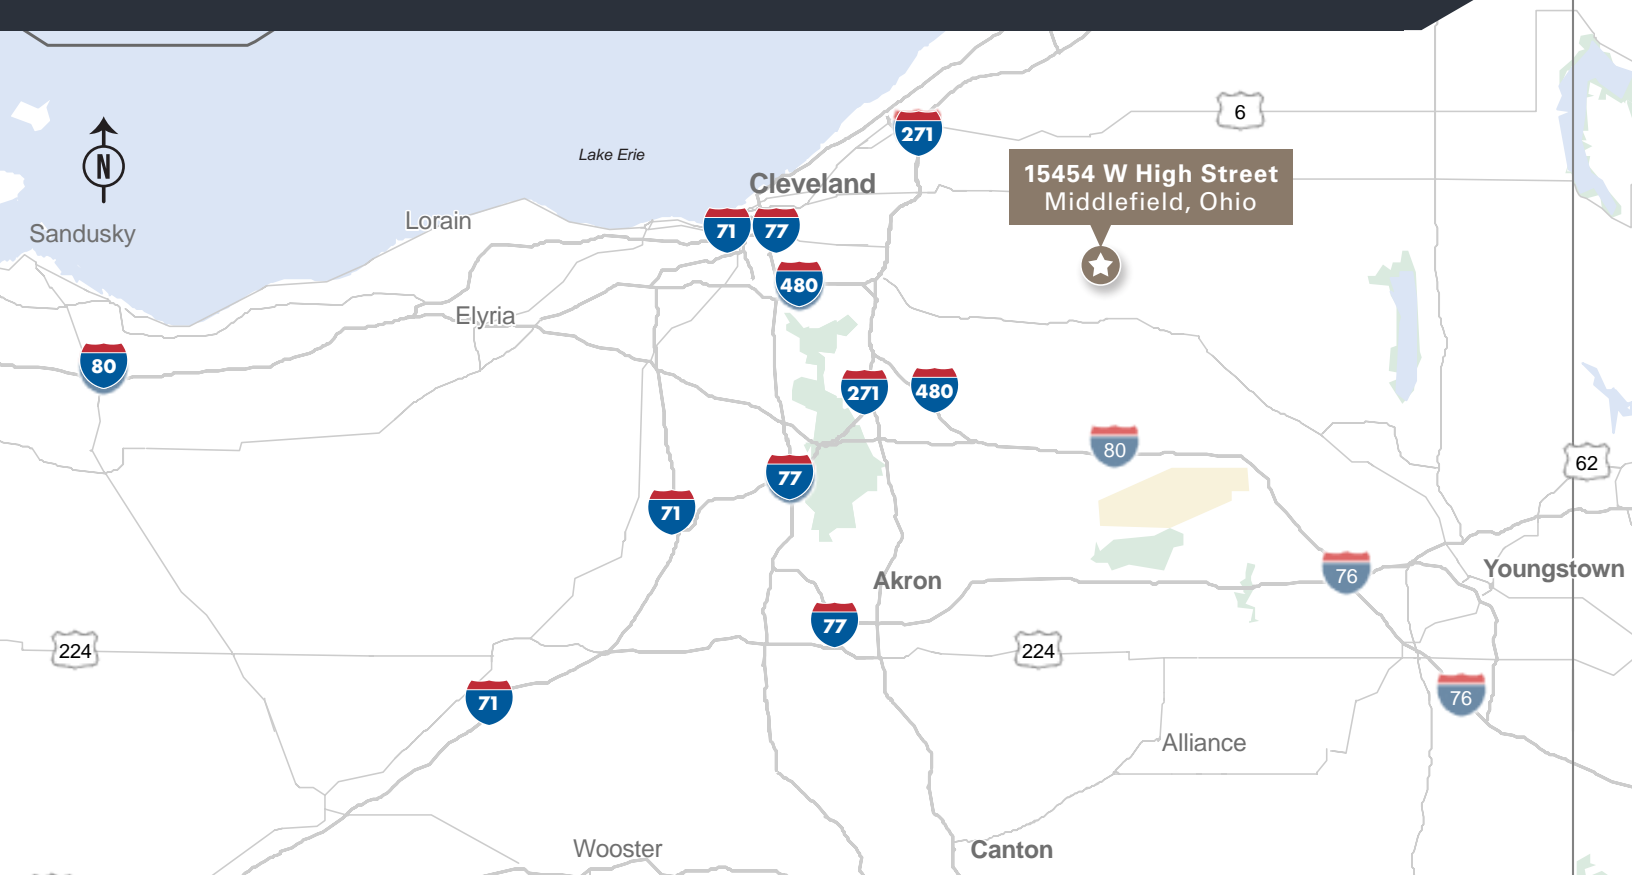 6
271
15454 W High Street
Middlefield, Ohio
Lake Erie
Cleveland
N
Lorain
71
77
Sandusky
480
Elyria
80
271
480
80
62
77
71
Youngstown
76
Akron
77
224
224
76
71
Alliance
Wooster
Canton